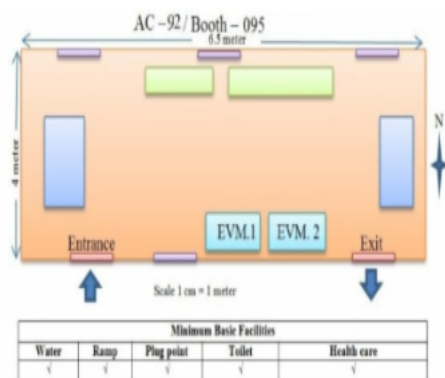 AC -92/ Booth - 095
6.5 meter
N
4 meter
EVM.1 EVM. 2
Entrance Exit
Scale 1 cm = 1 meter
Minimum Basic Facilities
Water Ramp Plug point Toilet Health care
√ √ √ √ √